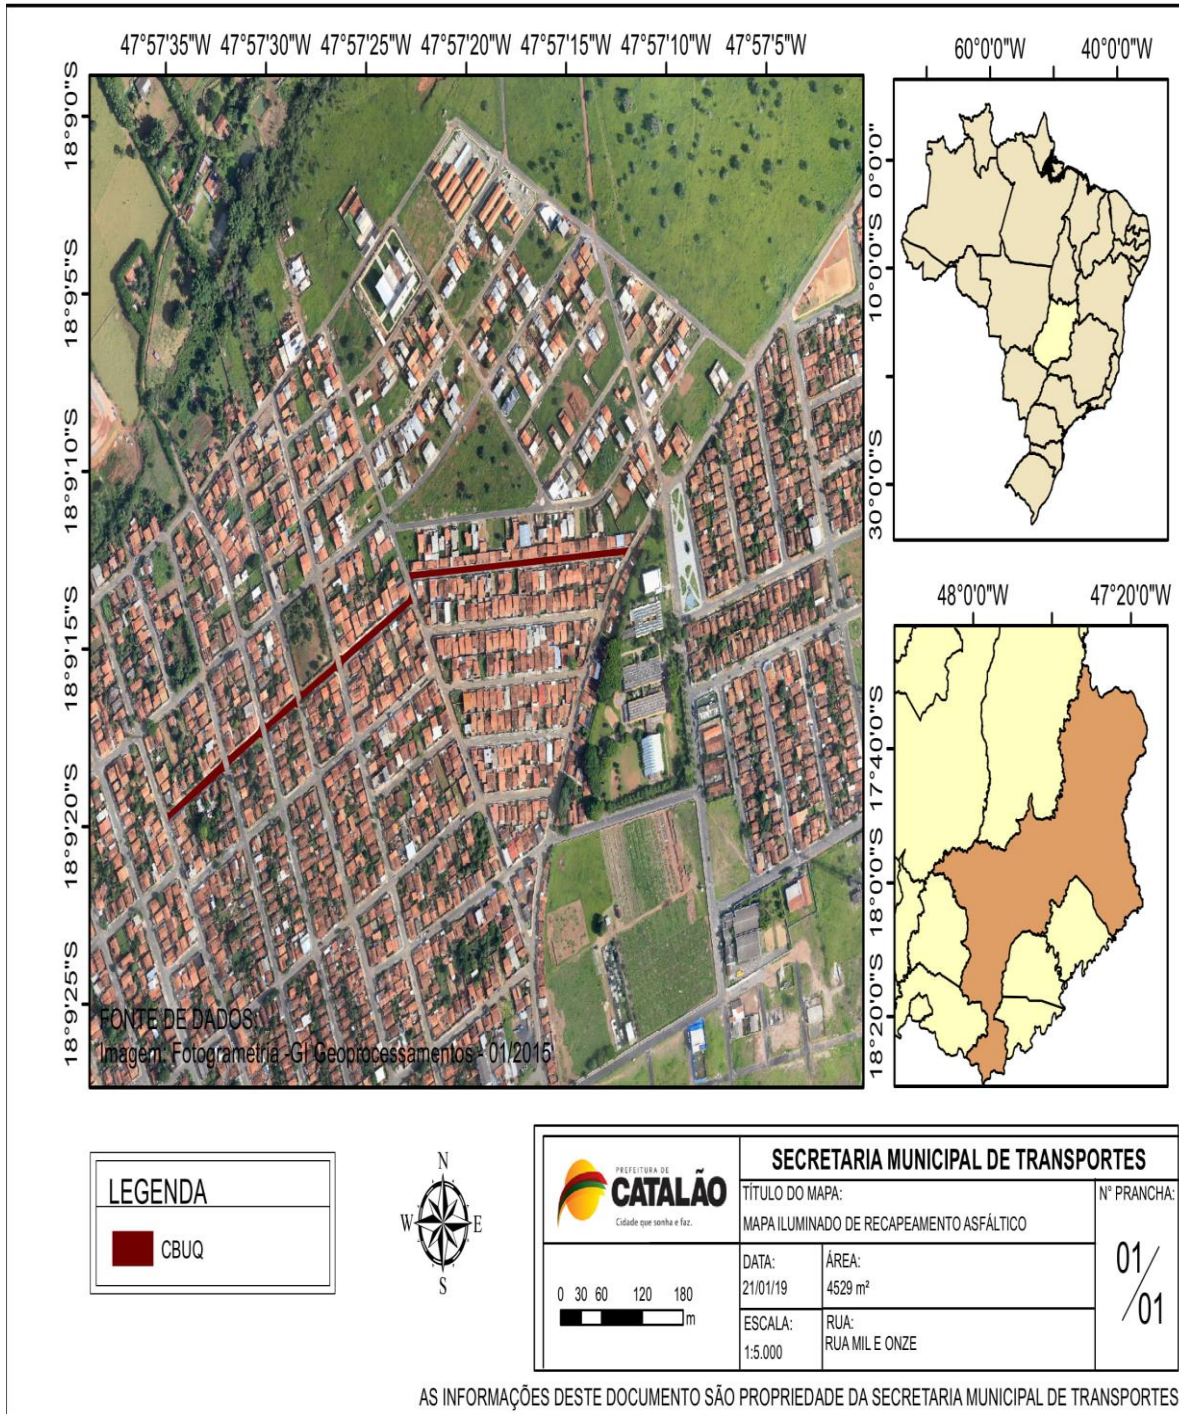 47°57'35"W 47°57'30"W 47°57'25"W 47°57'20"W 47°57'15"W 47°57'10"W 47°57'5"W
18°9'0"S
18°9'5"S
18°9'10"S
18°9'15"S
18°9'20"S
18°9'25"S
FONTE DE DADOS:
Imagem: Fotogrametria -GI Geoprocessamentos - 01/2015
60°0'0"W 40°0'0"W
0°0'0"
10°0'0"S
30°0'0"S
48°0'0"W 47°20'0"W
17°40'0"S
18°0'0"S
18°20'0"S
LEGENDA
CBUQ
N
W E
S
PREFEITURA DE
CATALÃO
Cidade que sonha e faz.
0 30 60 120 180
m
SECRETARIA MUNICIPAL DE TRANSPORTES
TÍTULO DO MAPA:
MAPA ILUMINADO DE RECAPEAMENTO ASFÁLTICO
N° PRANCHA:
01/01
DATA:
21/01/19
ÁREA:
4529 m²
ESCALA:
1:5.000
RUA:
RUA MIL E ONZE
AS INFORMAÇÕES DESTE DOCUMENTO SÃO PROPRIEDADE DA SECRETARIA MUNICIPAL DE TRANSPORTES